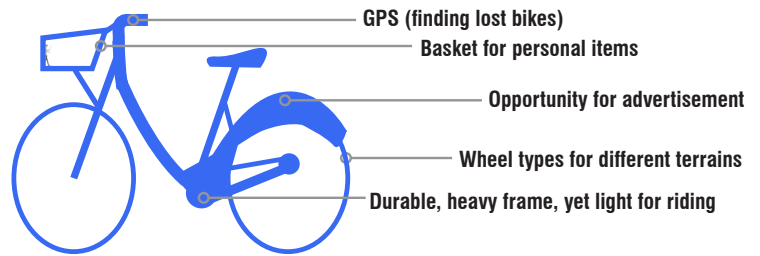 GPS (finding lost bikes)
Basket for personal items
Opportunity for advertisement
Wheel types for different terrains
Durable, heavy frame, yet light for riding